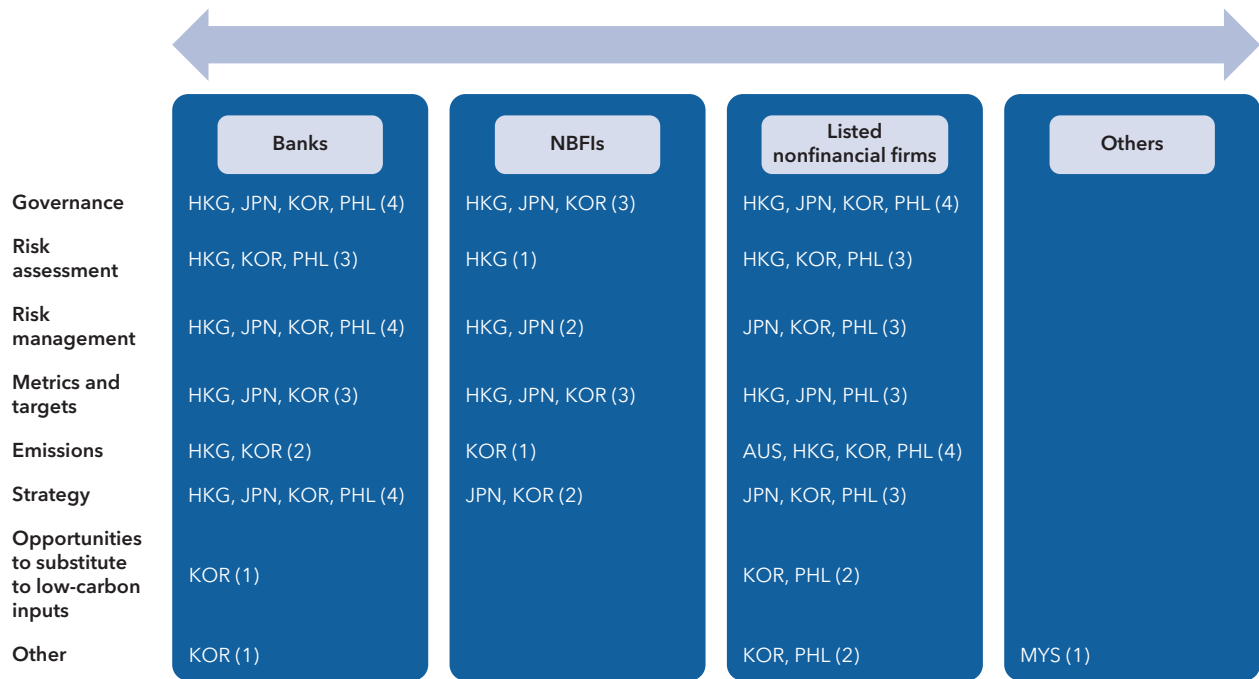 Banks
NBFIs
Listed
nonfinancial firms
Others
Governance
HKG, JPN, KOR, PHL (4)
HKG, JPN, KOR (3)
HKG, JPN, KOR, PHL (4)
Risk
assessment
HKG, KOR, PHL (3)
HKG (1)
HKG, KOR, PHL (3)
Risk
management
HKG, JPN, KOR, PHL (4)
HKG, JPN (2)
JPN, KOR, PHL (3)
Metrics and
targets
HKG, JPN, KOR (3)
HKG, JPN, KOR (3)
HKG, JPN, PHL (3)
Emissions
HKG, KOR (2)
KOR (1)
AUS, HKG, KOR, PHL (4)
Strategy
HKG, JPN, KOR, PHL (4)
JPN, KOR (2)
JPN, KOR, PHL (3)
Opportunities
to substitute
to low-carbon
inputs
KOR (1)
KOR, PHL (2)
Other
KOR (1)
KOR, PHL (2)
MYS (1)